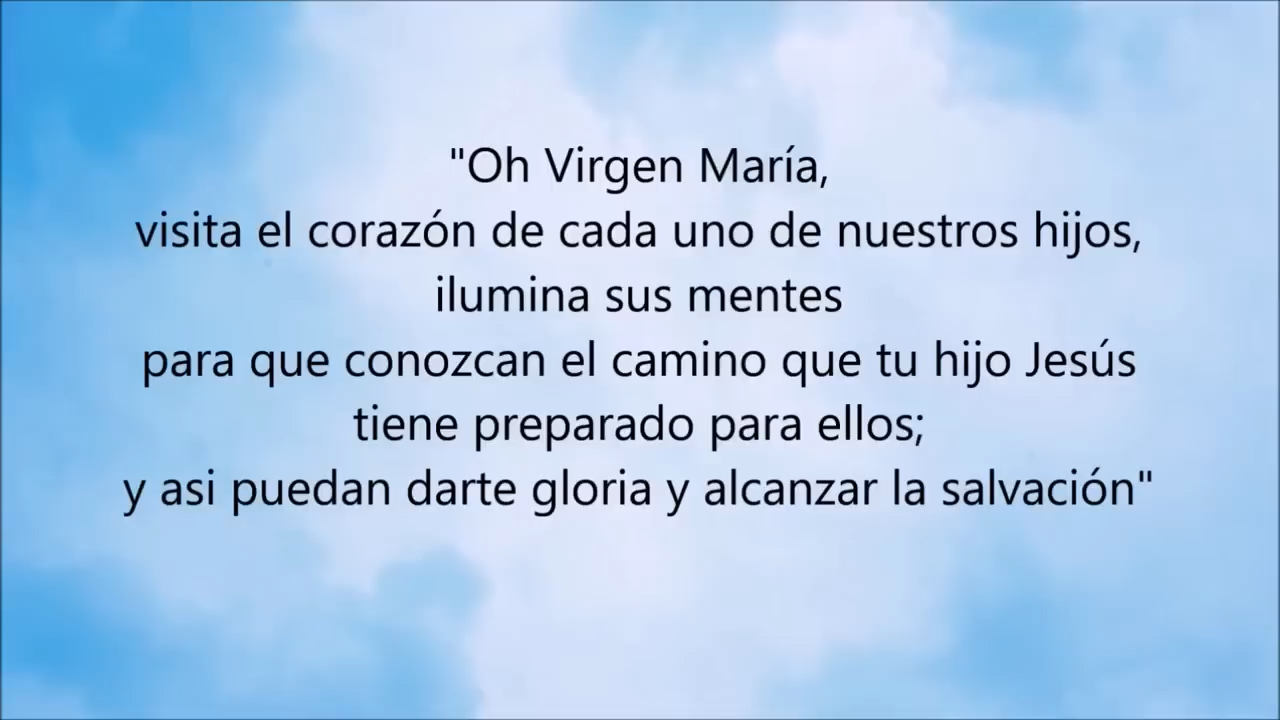 "Oh Virgen María,
visita el corazón de cada uno de nuestros hijos,
ilumina sus mentes
para que conozcan el camino que tu hijo Jesús
tiene preparado para ellos;
y asi puedan darte gloria y alcanzar la salvación"